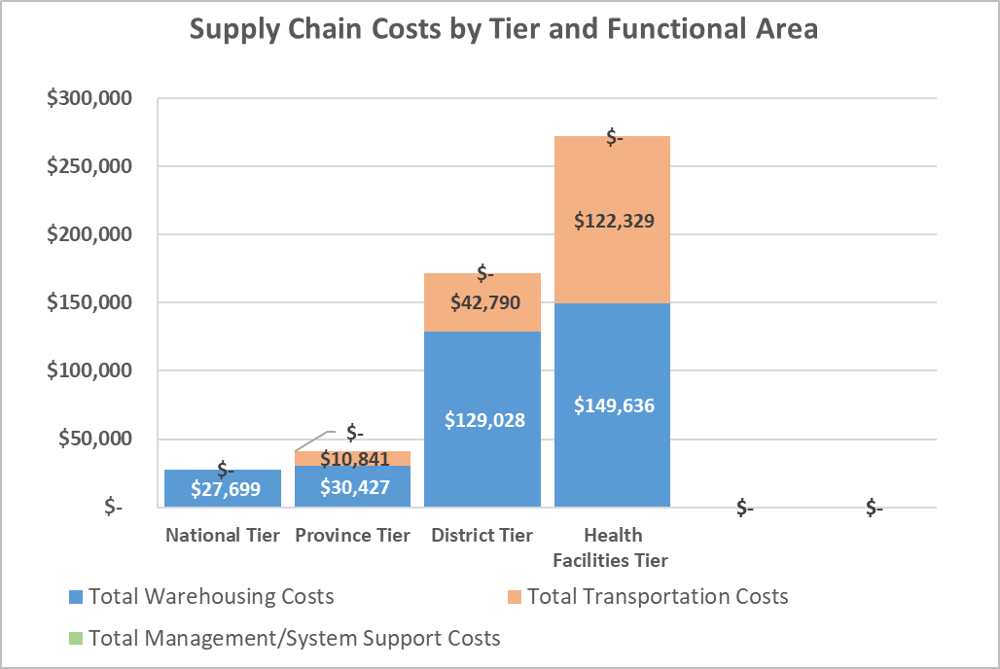 Supply Chain Costs by Tier and Functional Area
$300,000
$250,000
$200,000
$150,000
$100,000
$50,000
$-
$-
$27,699
$-
$10,841
$30,427
$-
$42,790
$129,028
$-
$122,329
$149,636
$-
$-
National Tier
Province Tier
District Tier
Health
Facilities Tier
Total Warehousing Costs
Total Transportation Costs
Total Management/System Support Costs